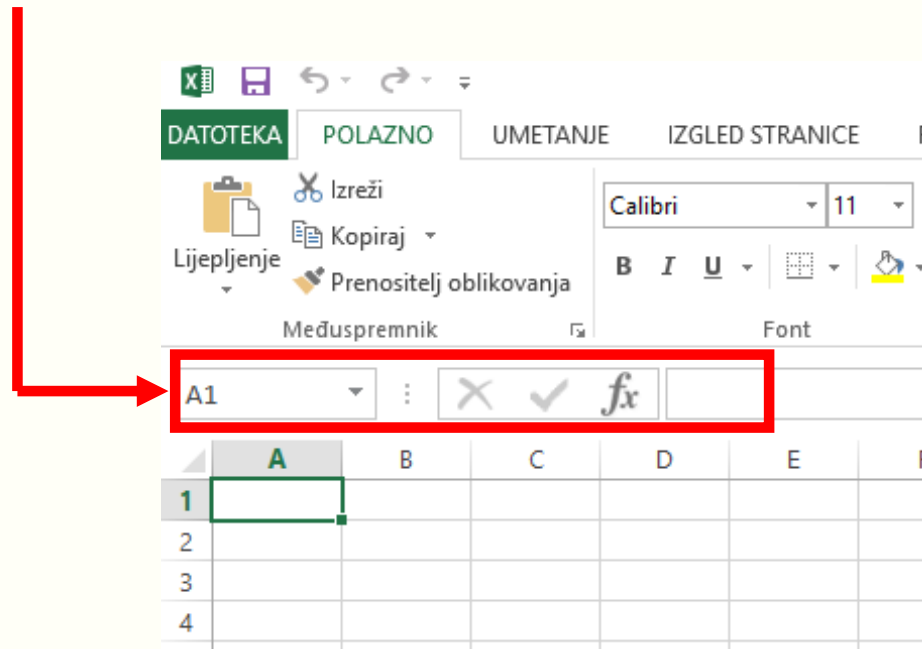 DATOTEKA POLAZNO UMETANJE IZGLED STRANICE
Izreži
Kopiraj
Lijepljenje
Prenositelj oblikovanja
Međuspremnik
Calibri 11
B I U
Font
A1 fx
A B C D E
1
2
3
4